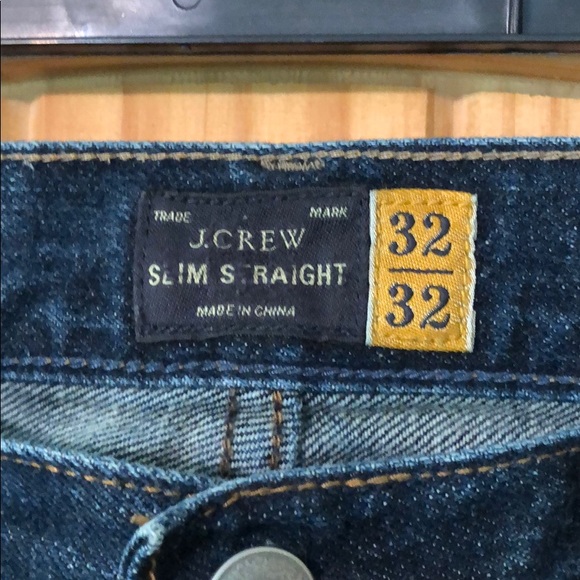 TRADE MARK
J.CREW
SLIM STRAIGHT
MADE IN CHINA
32
32